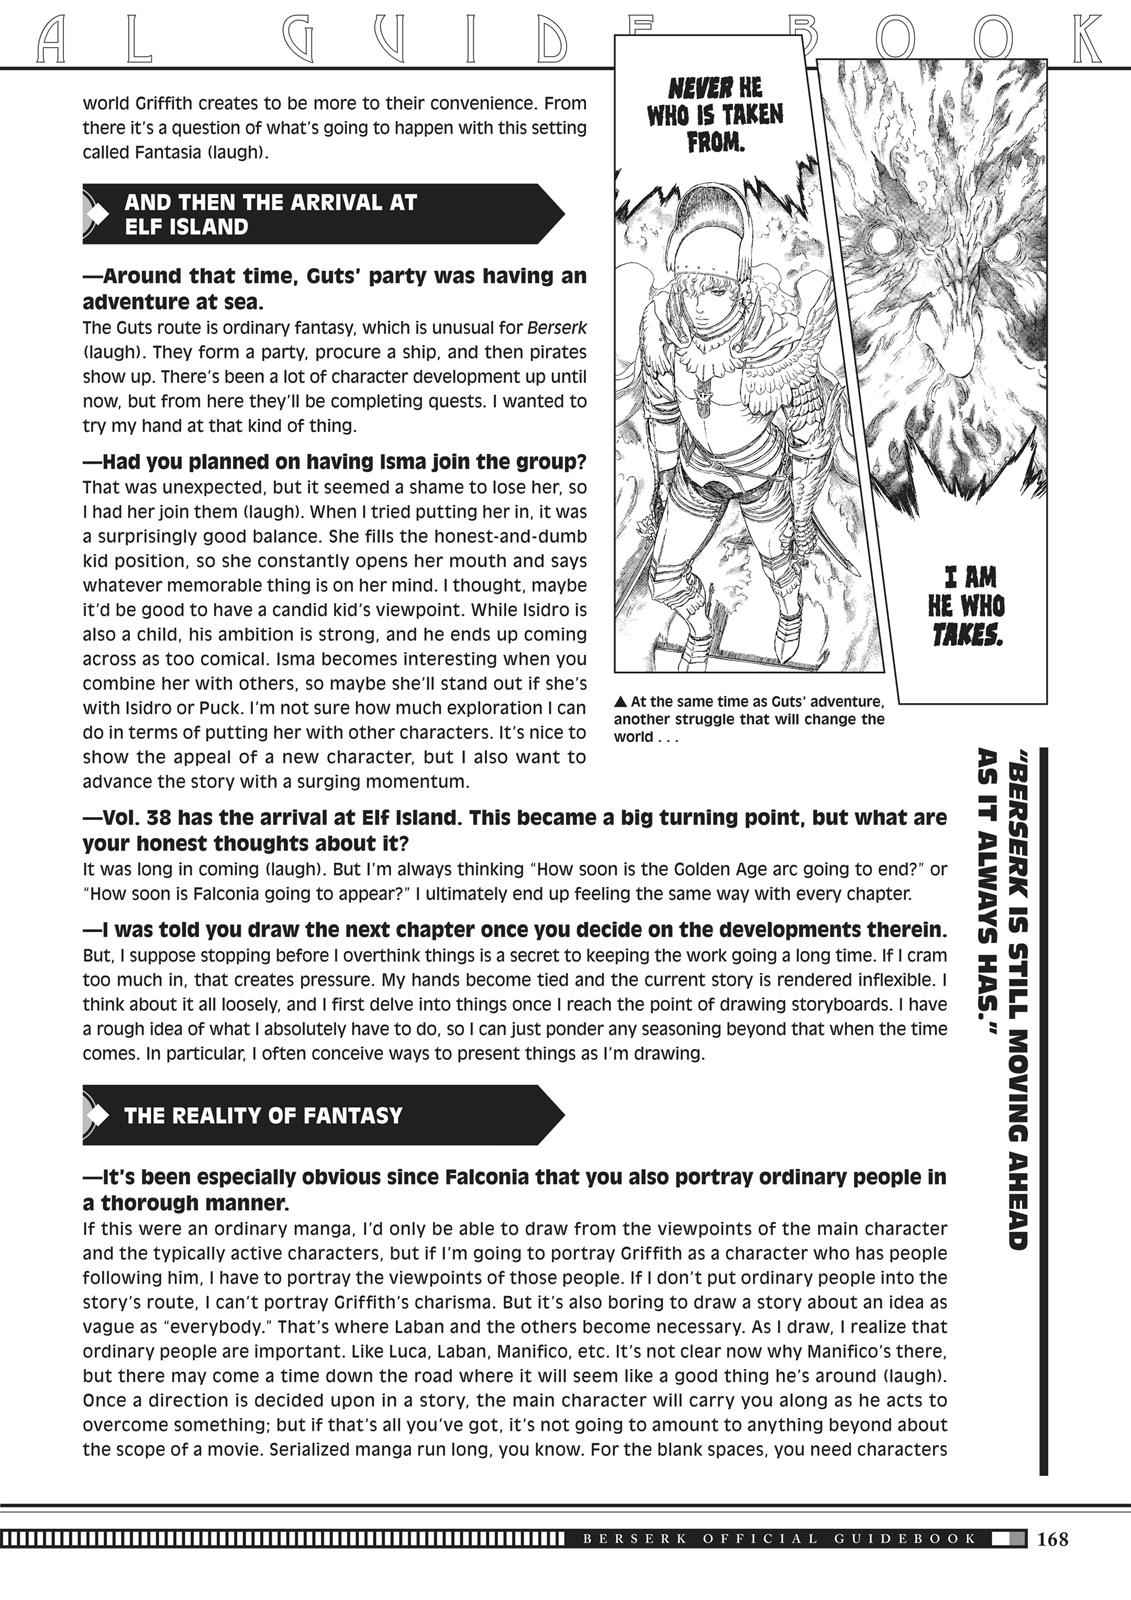 AL GUIDE BOOK
world Griffith creates to be more to their convenience. From
there it's a question of what's going to happen with this setting
called Fantasia (laugh).
AND THEN THE ARRIVAL AT
ELF ISLAND
—Around that time, Guts' party was having an
adventure at sea.
The Guts route is ordinary fantasy, which is unusual for Berserk
(laugh). They form a party, procure a ship, and then pirates
show up. There's been a lot of character development up until
now, but from here they'll be completing quests. I wanted to
try my hand at that kind of thing.
—Had you planned on having Isma join the group?
That was unexpected, but it seemed a shame to lose her, so
I had her join them (laugh). When I tried putting her in, it was
a surprisingly good balance. She fills the honest-and-dumb
kid position, so she constantly opens her mouth and says
whatever memorable thing is on her mind. I thought, maybe
it'd be good to have a candid kid's viewpoint. While Isidro is
also a child, his ambition is strong, and he ends up coming
across as too comical. Isma becomes interesting when you
combine her with others, so maybe she'll stand out if she's
with Isidro or Puck. I'm not sure how much exploration I can
do in terms of putting her with other characters. It's nice to
show the appeal of a new character, but I also want to
advance the story with a surging momentum.
NEVER HE
WHO IS TAKEN
FROM.
I AM
HE WHO
TAKES.
▲ At the same time as Guts' adventure,
another struggle that will change the
world . . .
—Vol. 38 has the arrival at Elf Island. This became a big turning point, but what are
your honest thoughts about it?
It was long in coming (laugh). But I'm always thinking “How soon is the Golden Age arc going to end?” or
“How soon is Falconia going to appear?” I ultimately end up feeling the same way with every chapter.
—I was told you draw the next chapter once you decide on the developments therein.
But, I suppose stopping before I overthink things is a secret to keeping the work going a long time. If I cram
too much in, that creates pressure. My hands become tied and the current story is rendered inflexible. I
think about it all loosely, and I first delve into things once I reach the point of drawing storyboards. I have
a rough idea of what I absolutely have to do, so I can just ponder any seasoning beyond that when the time
comes. In particular, I often conceive ways to present things as I'm drawing.
“BERSERK IS STILL MOVING AHEAD
AS IT ALWAYS HAS.”
THE REALITY OF FANTASY
—It's been especially obvious since Falconia that you also portray ordinary people in
a thorough manner.
If this were an ordinary manga, I'd only be able to draw from the viewpoints of the main character
and the typically active characters, but if I'm going to portray Griffith as a character who has people
following him, I have to portray the viewpoints of those people. If I don't put ordinary people into the
story's route, I can't portray Griffith's charisma. But it's also boring to draw a story about an idea as
vague as “everybody.” That's where Laban and the others become necessary. As I draw, I realize that
ordinary people are important. Like Luca, Laban, Manifico, etc. It's not clear now why Manifico's there,
but there may come a time down the road where it will seem like a good thing he's around (laugh).
Once a direction is decided upon in a story, the main character will carry you along as he acts to
overcome something; but if that's all you've got, it's not going to amount to anything beyond about
the scope of a movie. Serialized manga run long, you know. For the blank spaces, you need characters
BERSERK OFFICIAL GUIDEBOOK 168